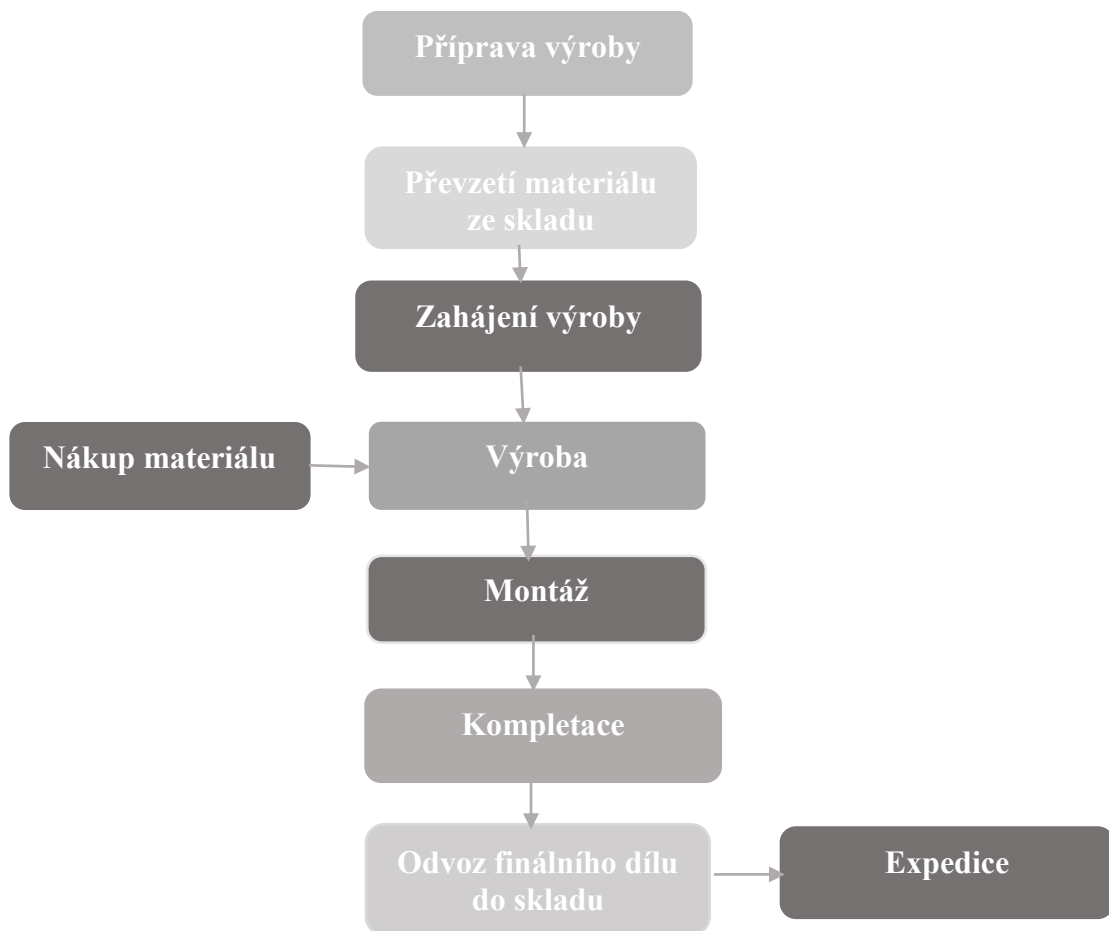 Příprava výroby
Převzetí materiálu
ze skladu
Zahájení výroby
Nákup materiálu
Výroba
Montáž
Kompletace
Odvoz finálního dílu
do skladu
Expedice